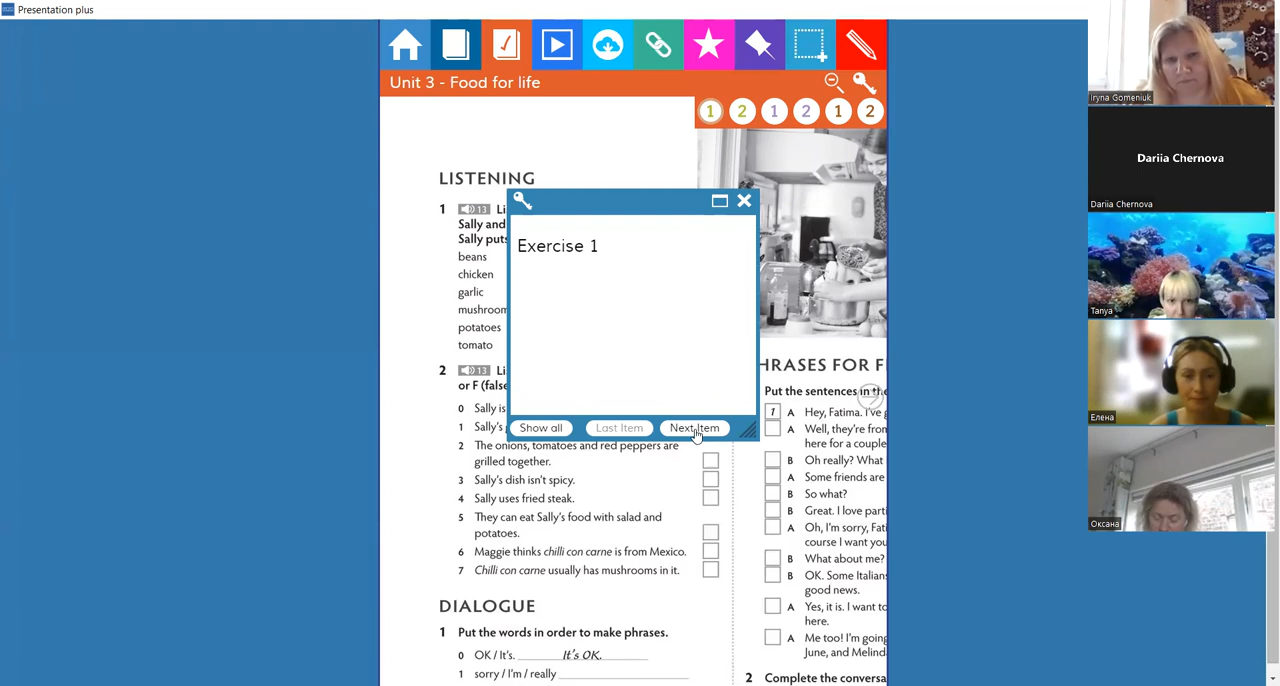 Presentation plus
Unit 3 - Food for life
1 2 1 2 1 2
LISTENING
1 13 Li
Sally and
Sally puts
beans
chicken
garlic
mushroom
potatoes
tomato
2 13 Li
or F (false
0 Sally is
1 Sally's
2 The onions, tomatoes and red peppers are
grilled together.
3 Sally's dish isn't spicy.
4 Sally uses fried steak.
5 They can eat Sally's food with salad and
potatoes.
6 Maggie thinks chilli con carne is from Mexico.
7 Chilli con carne usually has mushrooms in it.
DIALOGUE
1 Put the words in order to make phrases.
0 OK / It's. It's OK.
1 sorry / I'm / really
Exercise 1
Show all
Last Item
Next Item
HRASES FOR F
Put the sentences in the
1 A Hey, Fatima. I've g
A Well, they're from
here for a couple
B Oh really? What
A Some friends are
B So what?
B Great. I love parti
A Oh, I'm sorry, Fati
course I want you
B What about me?
B OK. Some Italians
good news.
A Yes, it is. I want to
here.
A Me too! I'm going
June, and Melind
2 Complete the conversa
Iryna Gomeniuk
Dariia Chernova
Dariia Chernova
Tanya
Елена
Оксана